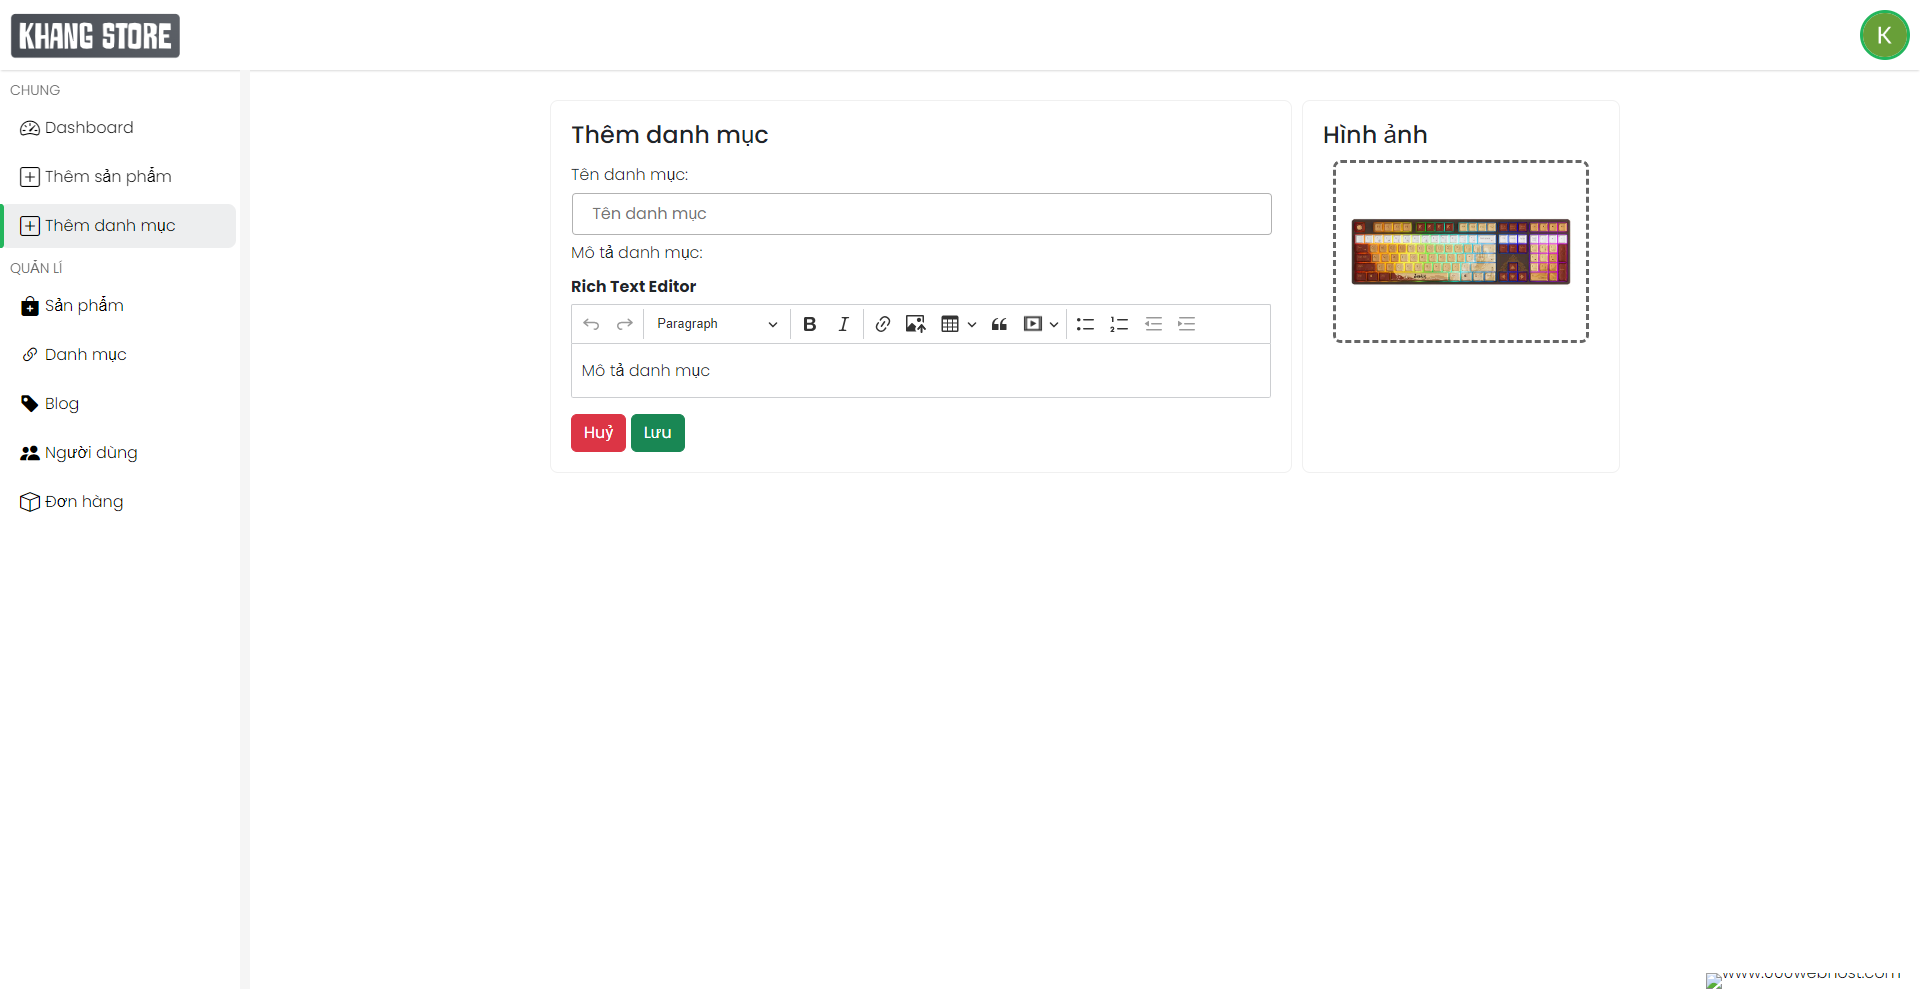 KHANG STORE
K
CHUNG
Dashboard
Thêm sản phẩm
Thêm danh mục
QUẢN LÍ
Sản phẩm
Danh mục
Blog
Người dùng
Đơn hàng
Thêm danh mục
Tên danh mục:
Tên danh mục
Mô tả danh mục:
Rich Text Editor
Paragraph
Mô tả danh mục
Huỷ
Lưu
Hình ảnh
www.000webhost.com